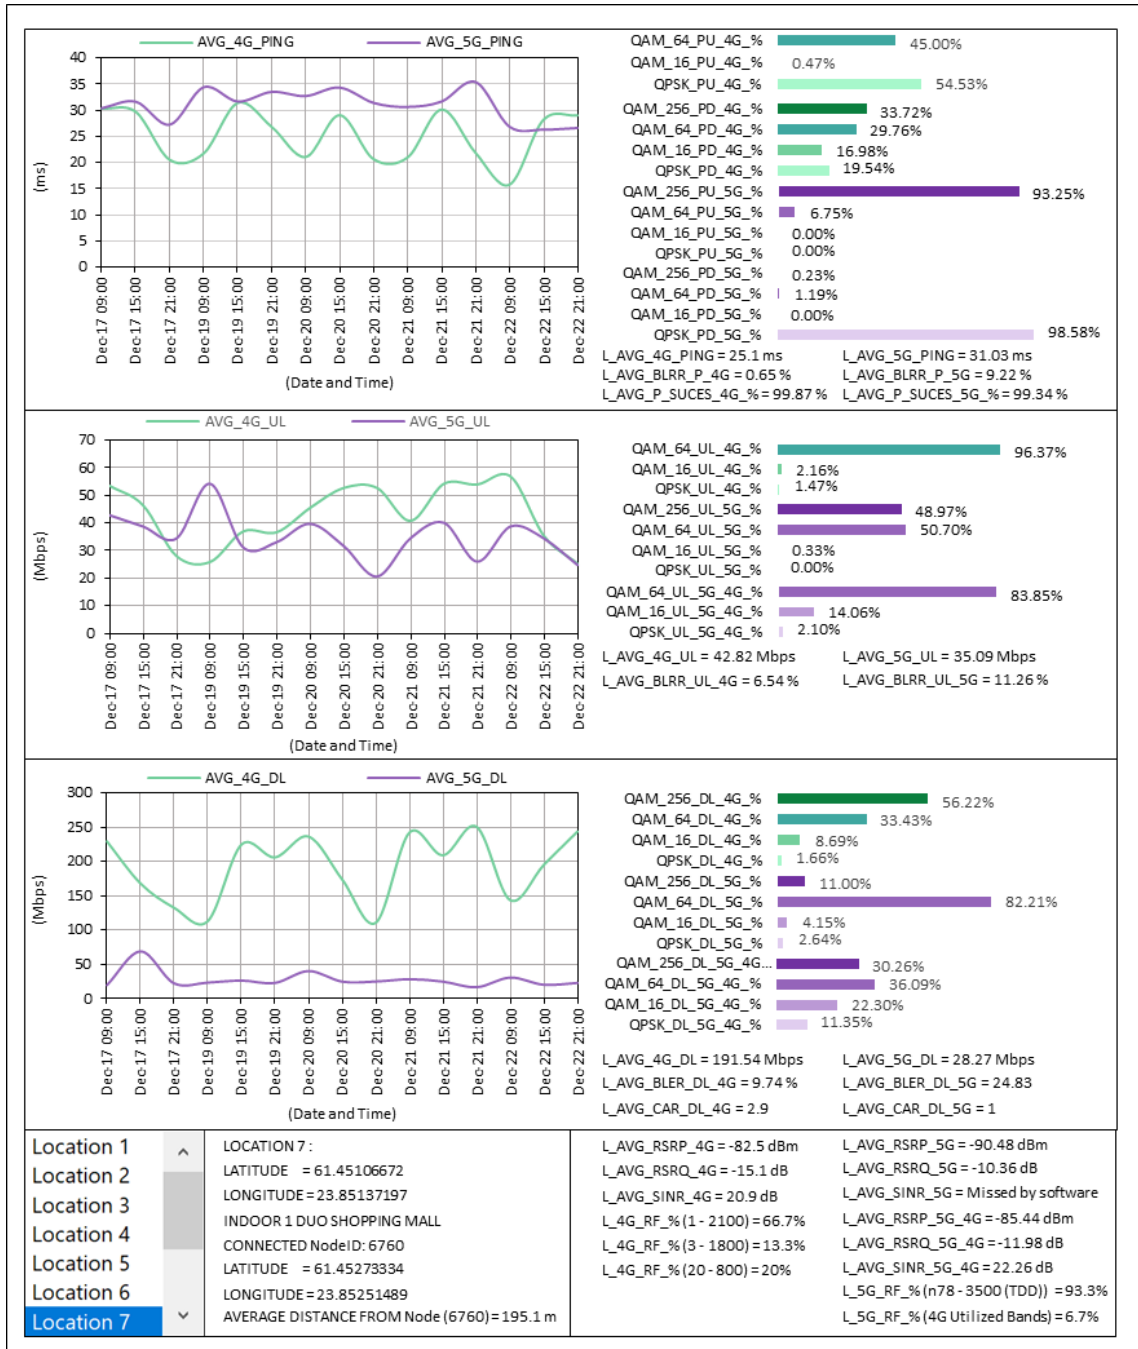 AVG_4G_PING AVG_5G_PING
40
35
30
25
20
15
10
5
0
(ms)
Dec-17 09:00
Dec-17 15:00
Dec-17 21:00
Dec-19 09:00
Dec-19 15:00
Dec-19 21:00
Dec-20 09:00
Dec-20 15:00
Dec-20 21:00
Dec-21 09:00
Dec-21 15:00
Dec-21 21:00
Dec-22 09:00
Dec-22 15:00
Dec-22 21:00
(Date and Time)
QAM_64_PU_4G_% 45.00%
QAM_16_PU_4G_% 0.47%
QPSK_PU_4G_% 54.53%
QAM_256_PD_4G_% 33.72%
QAM_64_PD_4G_% 29.76%
QAM_16_PD_4G_% 16.98%
QPSK_PD_4G_% 19.54%
QAM_256_PU_5G_% 93.25%
QAM_64_PU_5G_% 6.75%
QAM_16_PU_5G_% 0.00%
QPSK_PU_5G_% 0.00%
QAM_256_PD_5G_% 0.23%
QAM_64_PD_5G_% 1.19%
QAM_16_PD_5G_% 0.00%
QPSK_PD_5G_% 98.58%
L_AVG_4G_PING = 25.1 ms L_AVG_5G_PING = 31.03 ms
L_AVG_BLRR_P_4G = 0.65 % L_AVG_BLRR_P_5G = 9.22 %
L_AVG_P_SUCES_4G_% = 99.87 % L_AVG_P_SUCES_5G_% = 99.34 %
AVG_4G_UL AVG_5G_UL
70
60
50
40
30
20
10
0
(Mbps)
Dec-17 09:00
Dec-17 15:00
Dec-17 21:00
Dec-19 09:00
Dec-19 15:00
Dec-19 21:00
Dec-20 09:00
Dec-20 15:00
Dec-20 21:00
Dec-21 09:00
Dec-21 15:00
Dec-21 21:00
Dec-22 09:00
Dec-22 15:00
Dec-22 21:00
(Date and Time)
QAM_64_UL_4G_% 96.37%
QAM_16_UL_4G_% 2.16%
QPSK_UL_4G_% 1.47%
QAM_256_UL_5G_% 48.97%
QAM_64_UL_5G_% 50.70%
QAM_16_UL_5G_% 0.33%
QPSK_UL_5G_% 0.00%
QAM_64_UL_5G_4G_% 83.85%
QAM_16_UL_5G_4G_% 14.06%
QPSK_UL_5G_4G_% 2.10%
L_AVG_4G_UL = 42.82 Mbps L_AVG_5G_UL = 35.09 Mbps
L_AVG_BLRR_UL_4G = 6.54 % L_AVG_BLRR_UL_5G = 11.26 %
AVG_4G_DL AVG_5G_DL
300
250
200
150
100
50
0
(Mbps)
Dec-17 09:00
Dec-17 15:00
Dec-17 21:00
Dec-19 09:00
Dec-19 15:00
Dec-19 21:00
Dec-20 09:00
Dec-20 15:00
Dec-20 21:00
Dec-21 09:00
Dec-21 15:00
Dec-21 21:00
Dec-22 09:00
Dec-22 15:00
Dec-22 21:00
(Date and Time)
QAM_256_DL_4G_% 56.22%
QAM_64_DL_4G_% 33.43%
QAM_16_DL_4G_% 8.69%
QPSK_DL_4G_% 1.66%
QAM_256_DL_5G_% 11.00%
QAM_64_DL_5G_% 82.21%
QAM_16_DL_5G_% 4.15%
QPSK_DL_5G_% 2.64%
QAM_256_DL_5G_4G... 30.26%
QAM_64_DL_5G_4G_% 36.09%
QAM_16_DL_5G_4G_% 22.30%
QPSK_DL_5G_4G_% 11.35%
L_AVG_4G_DL = 191.54 Mbps L_AVG_5G_DL = 28.27 Mbps
L_AVG_BLER_DL_4G = 9.74 % L_AVG_BLER_DL_5G = 24.83
L_AVG_CAR_DL_4G = 2.9 L_AVG_CAR_DL_5G = 1
Location 1
Location 2
Location 3
Location 4
Location 5
Location 6
Location 7
LOCATION 7 :
LATITUDE = 61.45106672
LONGITUDE = 23.85137197
INDOOR 1 DUO SHOPPING MALL
CONNECTED NodeID: 6760
LATITUDE = 61.45273334
LONGITUDE = 23.85251489
AVERAGE DISTANCE FROM Node (6760) = 195.1 m
L_AVG_RSRP_4G = -82.5 dBm
L_AVG_RSRQ_4G = -15.1 dB
L_AVG_SINR_4G = 20.9 dB
L_4G_RF_% (1 - 2100) = 66.7%
L_4G_RF_% (3 - 1800) = 13.3%
L_4G_RF_% (20 - 800) = 20%
L_AVG_RSRP_5G = -90.48 dBm
L_AVG_RSRQ_5G = -10.36 dB
L_AVG_SINR_5G = Missed by software
L_AVG_RSRP_5G_4G = -85.44 dBm
L_AVG_RSRQ_5G_4G = -11.98 dB
L_AVG_SINR_5G_4G = 22.26 dB
L_5G_RF_% (n78 - 3500 (TDD)) = 93.3%
L_5G_RF_% (4G Utilized Bands) = 6.7%